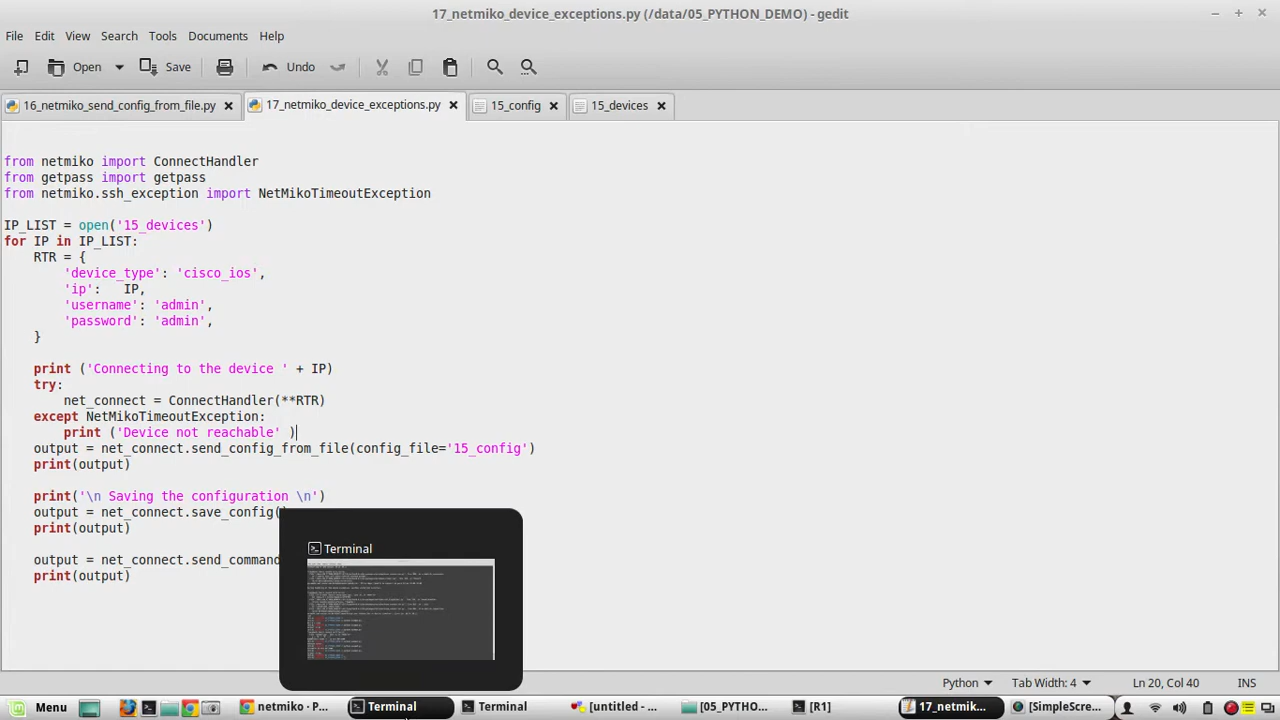 17_netmiko_device_exceptions.py (/data/05_PYTHON_DEMO) - gedit
File Edit View Search Tools Documents Help
Open Save Undo
16_netmiko_send_config_from_file.py 17_netmiko_device_exceptions.py 15_config 15_devices
from netmiko import ConnectHandler
from getpass import getpass
from netmiko.ssh_exception import NetMikoTimeoutException
IP_LIST = open('15_devices')
for IP in IP_LIST:
    RTR = {
        'device_type': 'cisco_ios',
        'ip':   IP,
        'username': 'admin',
        'password': 'admin',
    }
    print ('Connecting to the device ' + IP)
    try:
        net_connect = ConnectHandler(**RTR)
    except NetMikoTimeoutException:
        print ('Device not reachable' )
    output = net_connect.send_config_from_file(config_file='15_config')
    print(output)
    print('\n Saving the configuration \n')
    output = net_connect.save_config(
    print(output)
    output = net_connect.send_command
    print(output)
Terminal
Python Tab Width: 4 Ln 20, Col 40 INS
Menu netmiko · P... Terminal Terminal [untitled - ... [05_PYTHO... [R1] 17_netmik... [Simple...